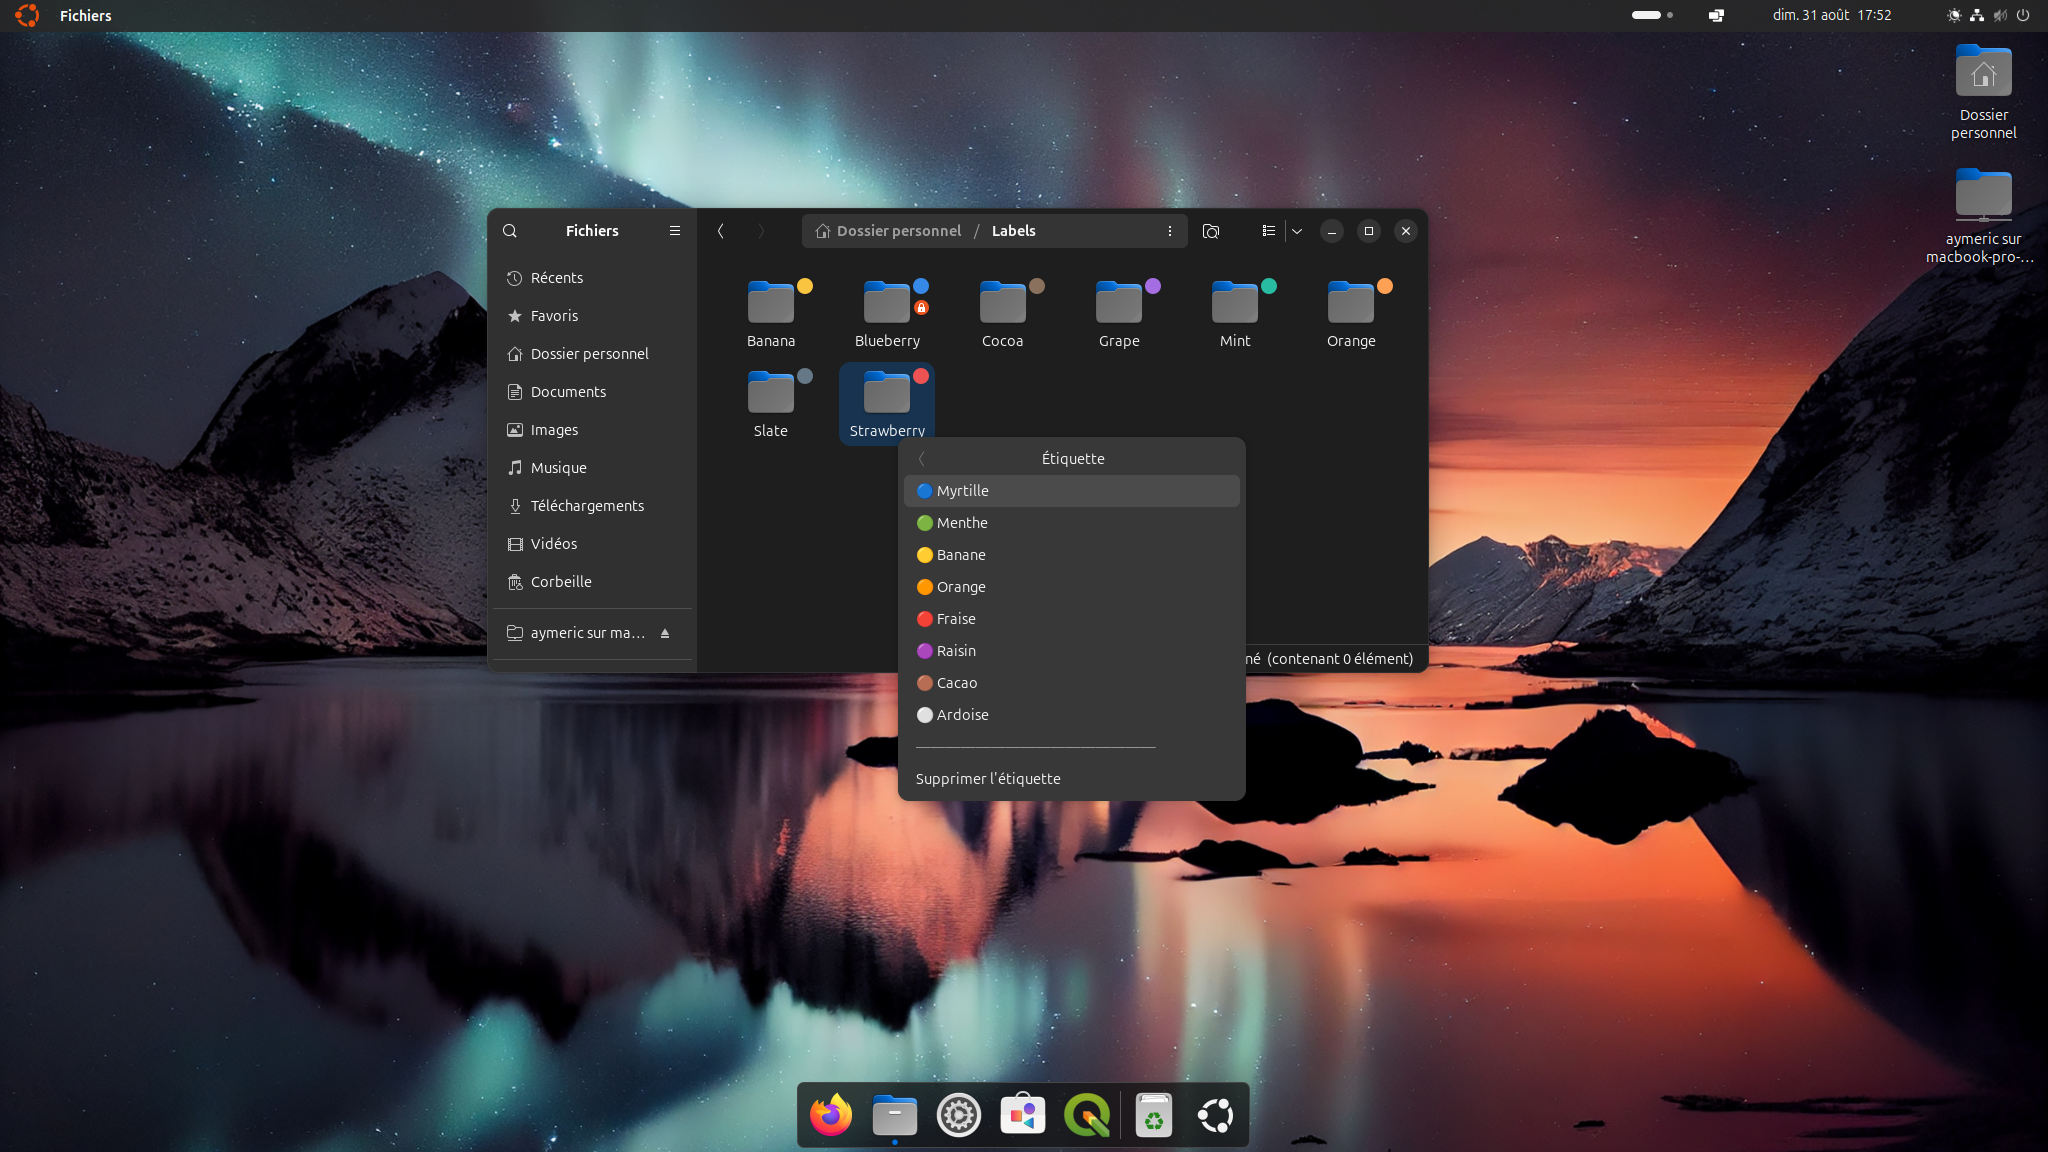 Fichiers
dim. 31 août 17:52
Dossier
personnel
aymeric sur
macbook-pro-…
Fichiers
Dossier personnel / Labels
Récents
Favoris
Dossier personnel
Documents
Images
Musique
Téléchargements
Vidéos
Corbeille
aymeric sur ma…
Banana
Blueberry
Cocoa
Grape
Mint
Orange
Slate
Strawberry
Étiquette
Myrtille
Menthe
Banane
Orange
Fraise
Raisin
Cacao
Ardoise
Supprimer l'étiquette
né (contenant 0 élément)